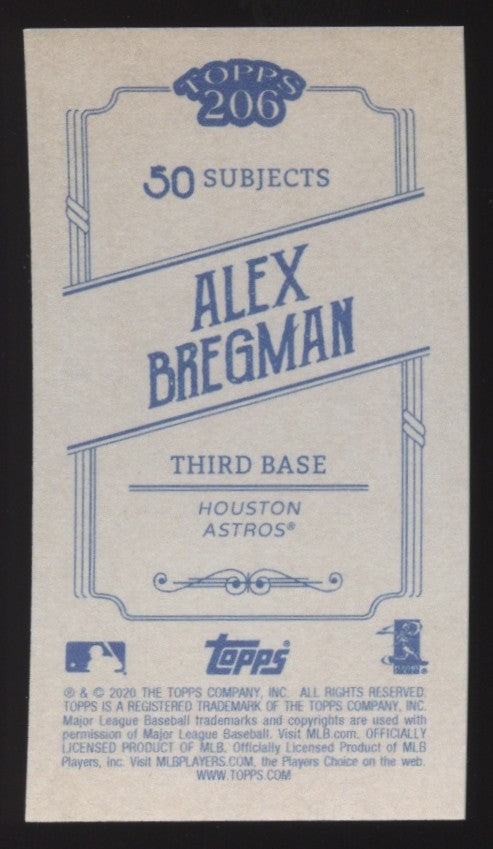 TOPPS
206
50 SUBJECTS
ALEX
BREGMAN
THIRD BASE
HOUSTON
ASTROS®
Topps®
® & © 2020 THE TOPPS COMPANY, INC. ALL RIGHTS RESERVED.
TOPPS IS A REGISTERED TRADEMARK OF THE TOPPS COMPANY, INC.
Major League Baseball trademarks and copyrights are used with
permission of Major League Baseball. Visit MLB.com. OFFICIALLY
LICENSED PRODUCT OF MLB. Officially Licensed Product of MLB
Players, Inc. Visit MLBPLAYERS.COM, the Players Choice on the web.
WWW.TOPPS.COM